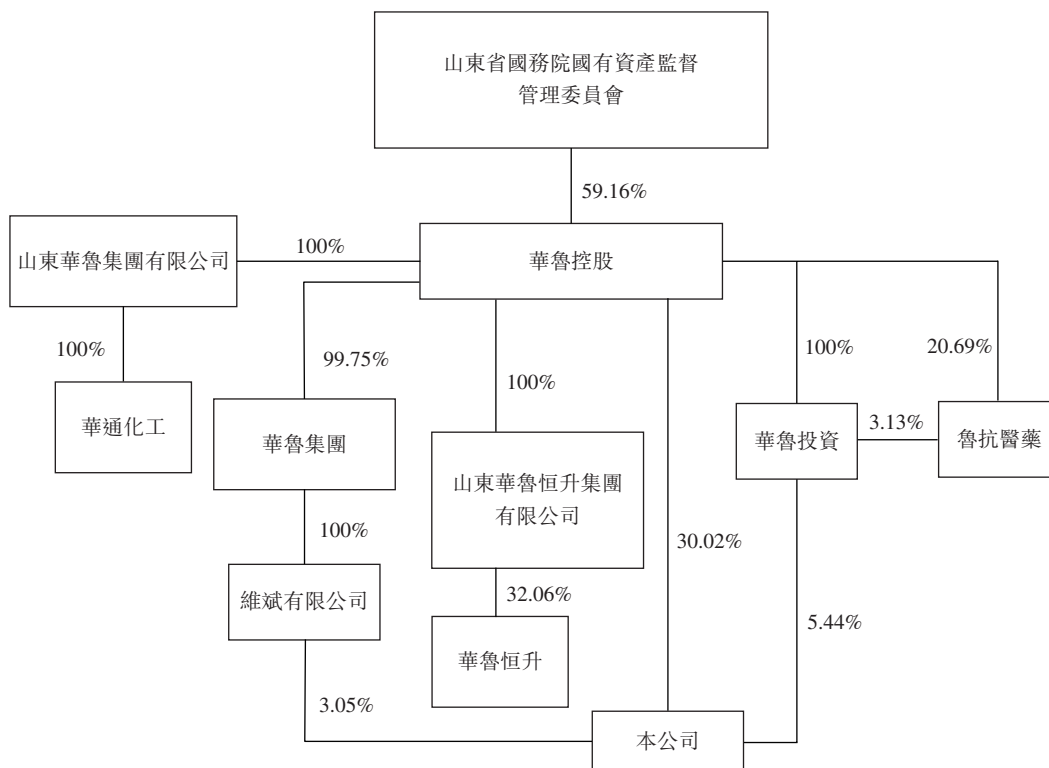 山東省國務院國有資產監督
管理委員會
59.16%
山東華魯集團有限公司
100%
華魯控股
100%
99.75%
100%
100%
20.69%
華通化工
華魯集團
華魯投資
3.13%
魯抗醫藥
山東華魯恒升集團
有限公司
100%
30.02%
維斌有限公司
32.06%
5.44%
華魯恒升
3.05%
本公司